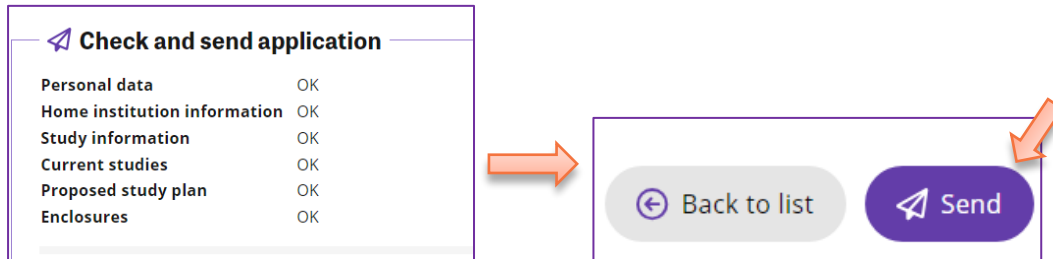 Check and send application
Personal data OK
Home institution information OK
Study information OK
Current studies OK
Proposed study plan OK
Enclosures OK
Back to list
Send